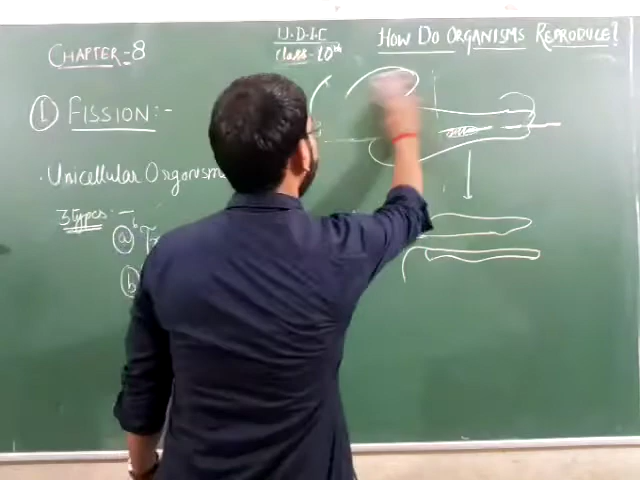 U.D.I.C
CHAPTER-8
Class-10th
HOW DO ORGANISMS REPRODUCE?
① FISSION:-
· Unicellular Organism
3 types: -
ⓐ
ⓑ